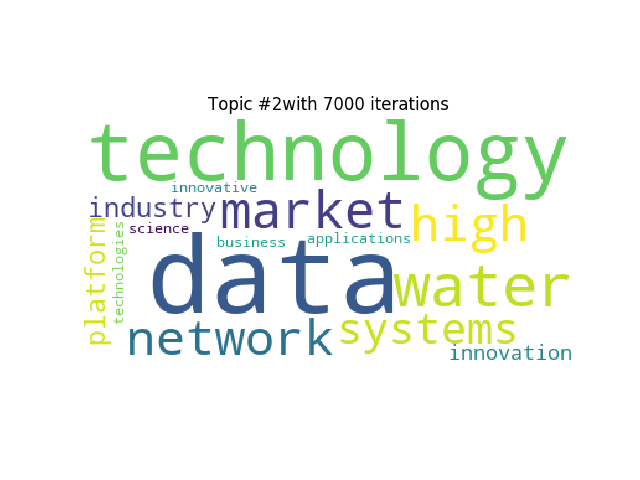 Topic #2with 7000 iterations
technology
innovative
industry
market
high
science
platform
technologies
business
applications
data
water
network
systems
innovation